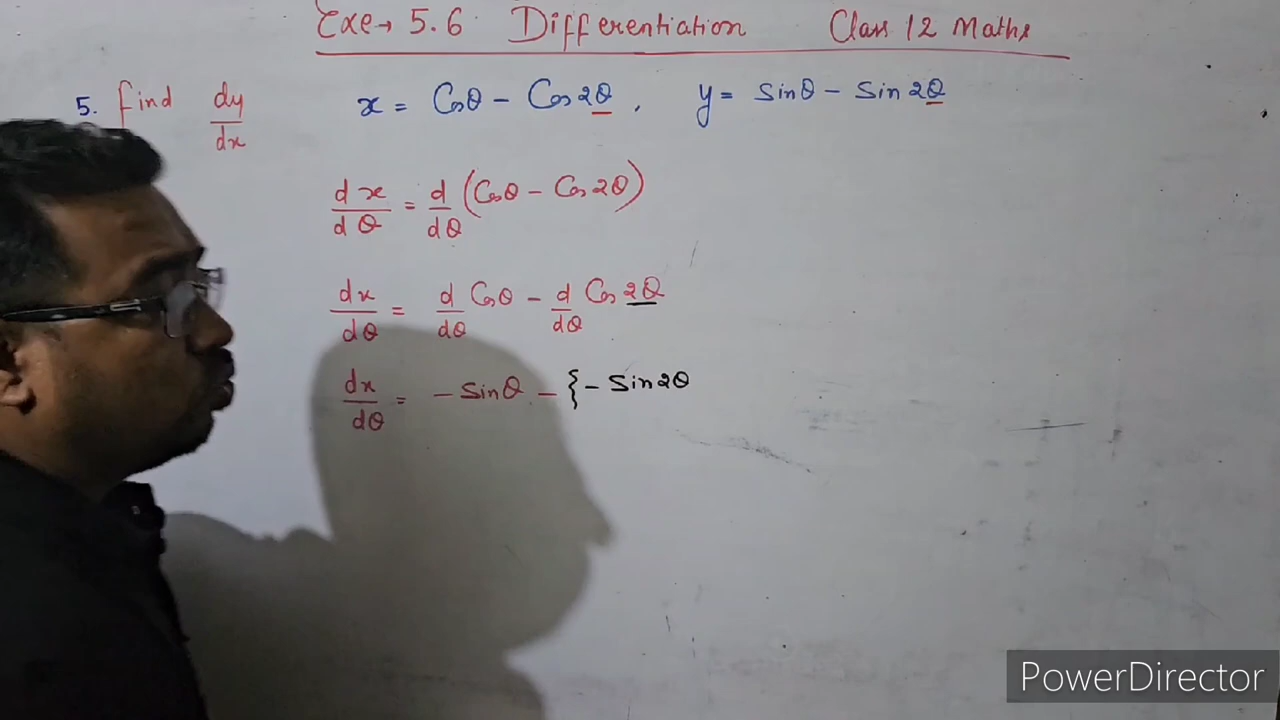 Exe→ 5.6 Differentiation Class 12 Maths
5. Find dy/dx x = Cosθ - Cos2θ, y = Sinθ - Sin2θ
dx/dθ = d/dθ (Cosθ - Cos2θ)
dx/dθ = d/dθ Cosθ - d/dθ Cos2θ
dx/dθ = - Sinθ - {- Sin2θ
PowerDirector